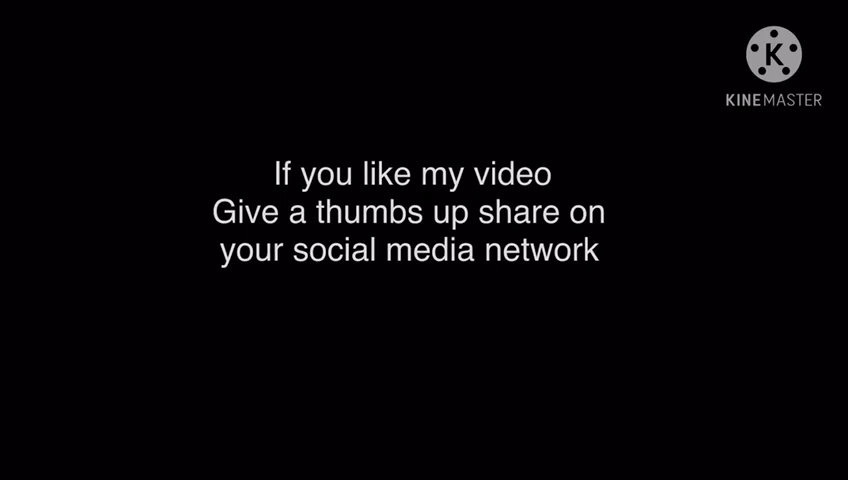 K
KINEMASTER
If you like my video
Give a thumbs up share on
your social media network